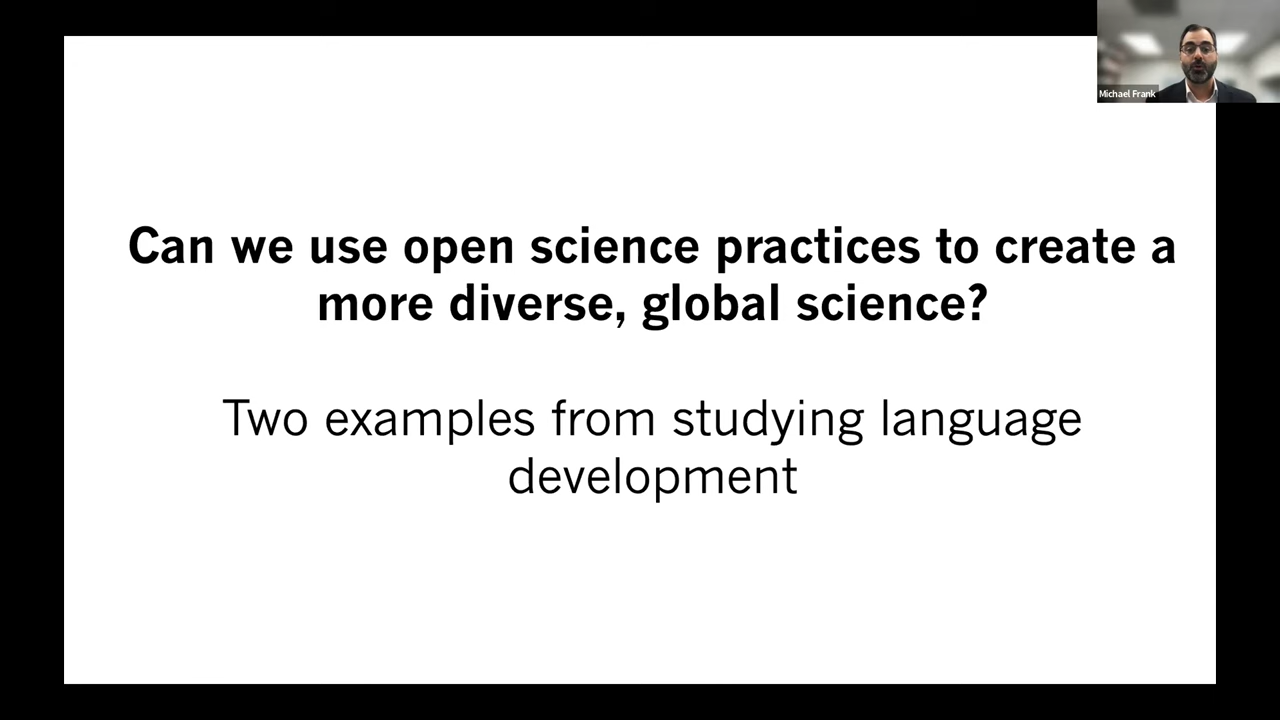 Michael Frank
Can we use open science practices to create a
more diverse, global science?
Two examples from studying language
development